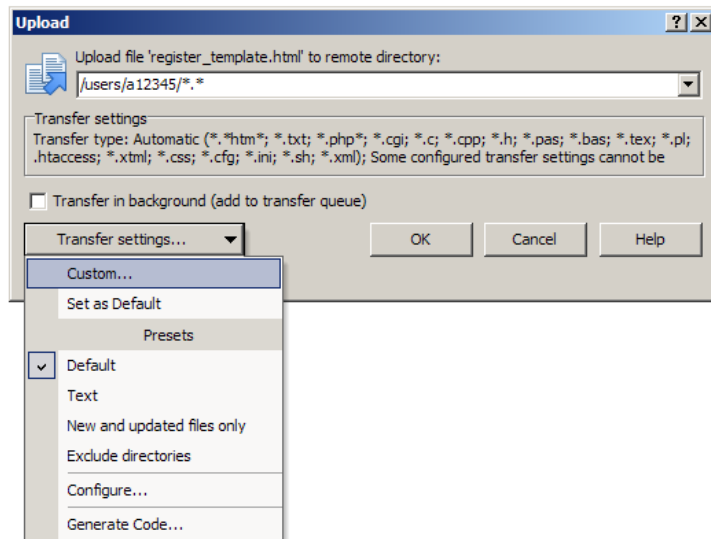 Upload
Upload file 'register_template.html' to remote directory:
/users/a12345/*.*
Transfer settings
Transfer type: Automatic (*.*htm*; *.txt; *.php*; *.cgi; *.c; *.cpp; *.h; *.pas; *.bas; *.tex; *.pl;
.htaccess; *.xtml; *.css; *.cfg; *.ini; *.sh; *.xml); Some configured transfer settings cannot be
Transfer in background (add to transfer queue)
Transfer settings...
OK
Cancel
Help
Custom...
Set as Default
Presets
Default
Text
New and updated files only
Exclude directories
Configure...
Generate Code...